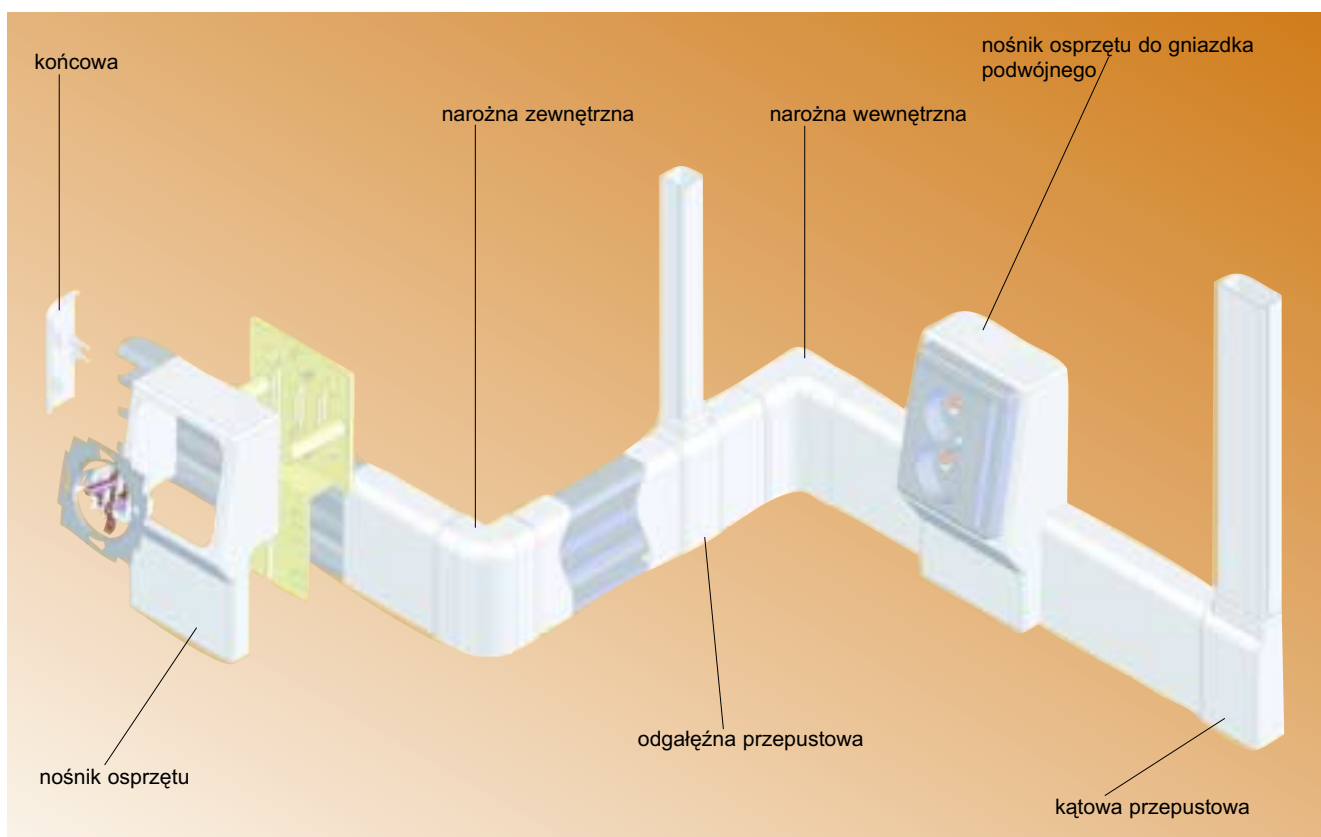 końcowa
nośnik osprzętu do gniazdka
podwójnego
narożna zewnętrzna
narożna wewnętrzna
odgałęźna przepustowa
nośnik osprzętu
kątowa przepustowa